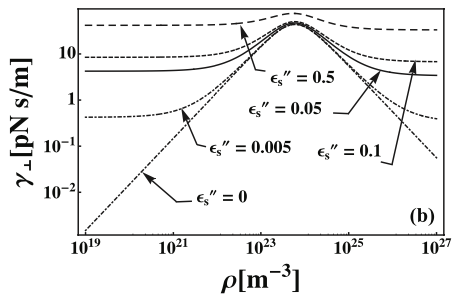 γ⊥[pN s/m]
10
1
10⁻¹
10⁻²
ϵₛ″ = 0.5
ϵₛ″ = 0.05
ϵₛ″ = 0.005
ϵₛ″ = 0.1
ϵₛ″ = 0
(b)
10¹⁹ 10²¹ 10²³ 10²⁵ 10²⁷
ρ[m⁻³]